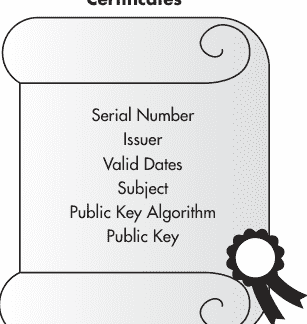 Certificates
Serial Number
Issuer
Valid Dates
Subject
Public Key Algorithm
Public Key